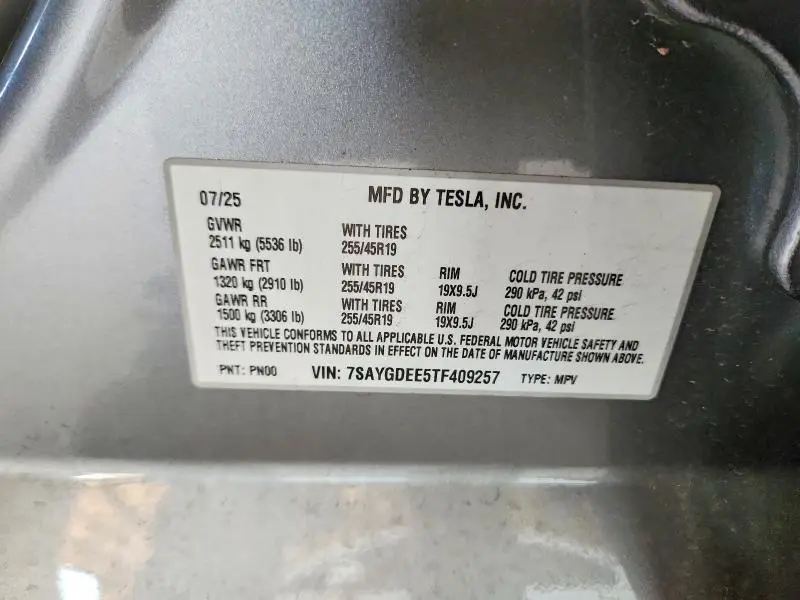 07/25 MFD BY TESLA, INC.
GVWR
2511 kg (5536 lb) WITH TIRES
255/45R19
GAWR FRT WITH TIRES RIM COLD TIRE PRESSURE
1320 kg (2910 lb) 255/45R19 19X9.5J 290 kPa, 42 psi
GAWR RR WITH TIRES RIM COLD TIRE PRESSURE
1500 kg (3306 lb) 255/45R19 19X9.5J 290 kPa, 42 psi
THIS VEHICLE CONFORMS TO ALL APPLICABLE U.S. FEDERAL MOTOR VEHICLE SAFETY AND
THEFT PREVENTION STANDARDS IN EFFECT ON THE DATE OF MANUFACTURE SHOWN ABOVE.
PNT: PN00 VIN: 7SAYGDEE5TF409257 TYPE: MPV